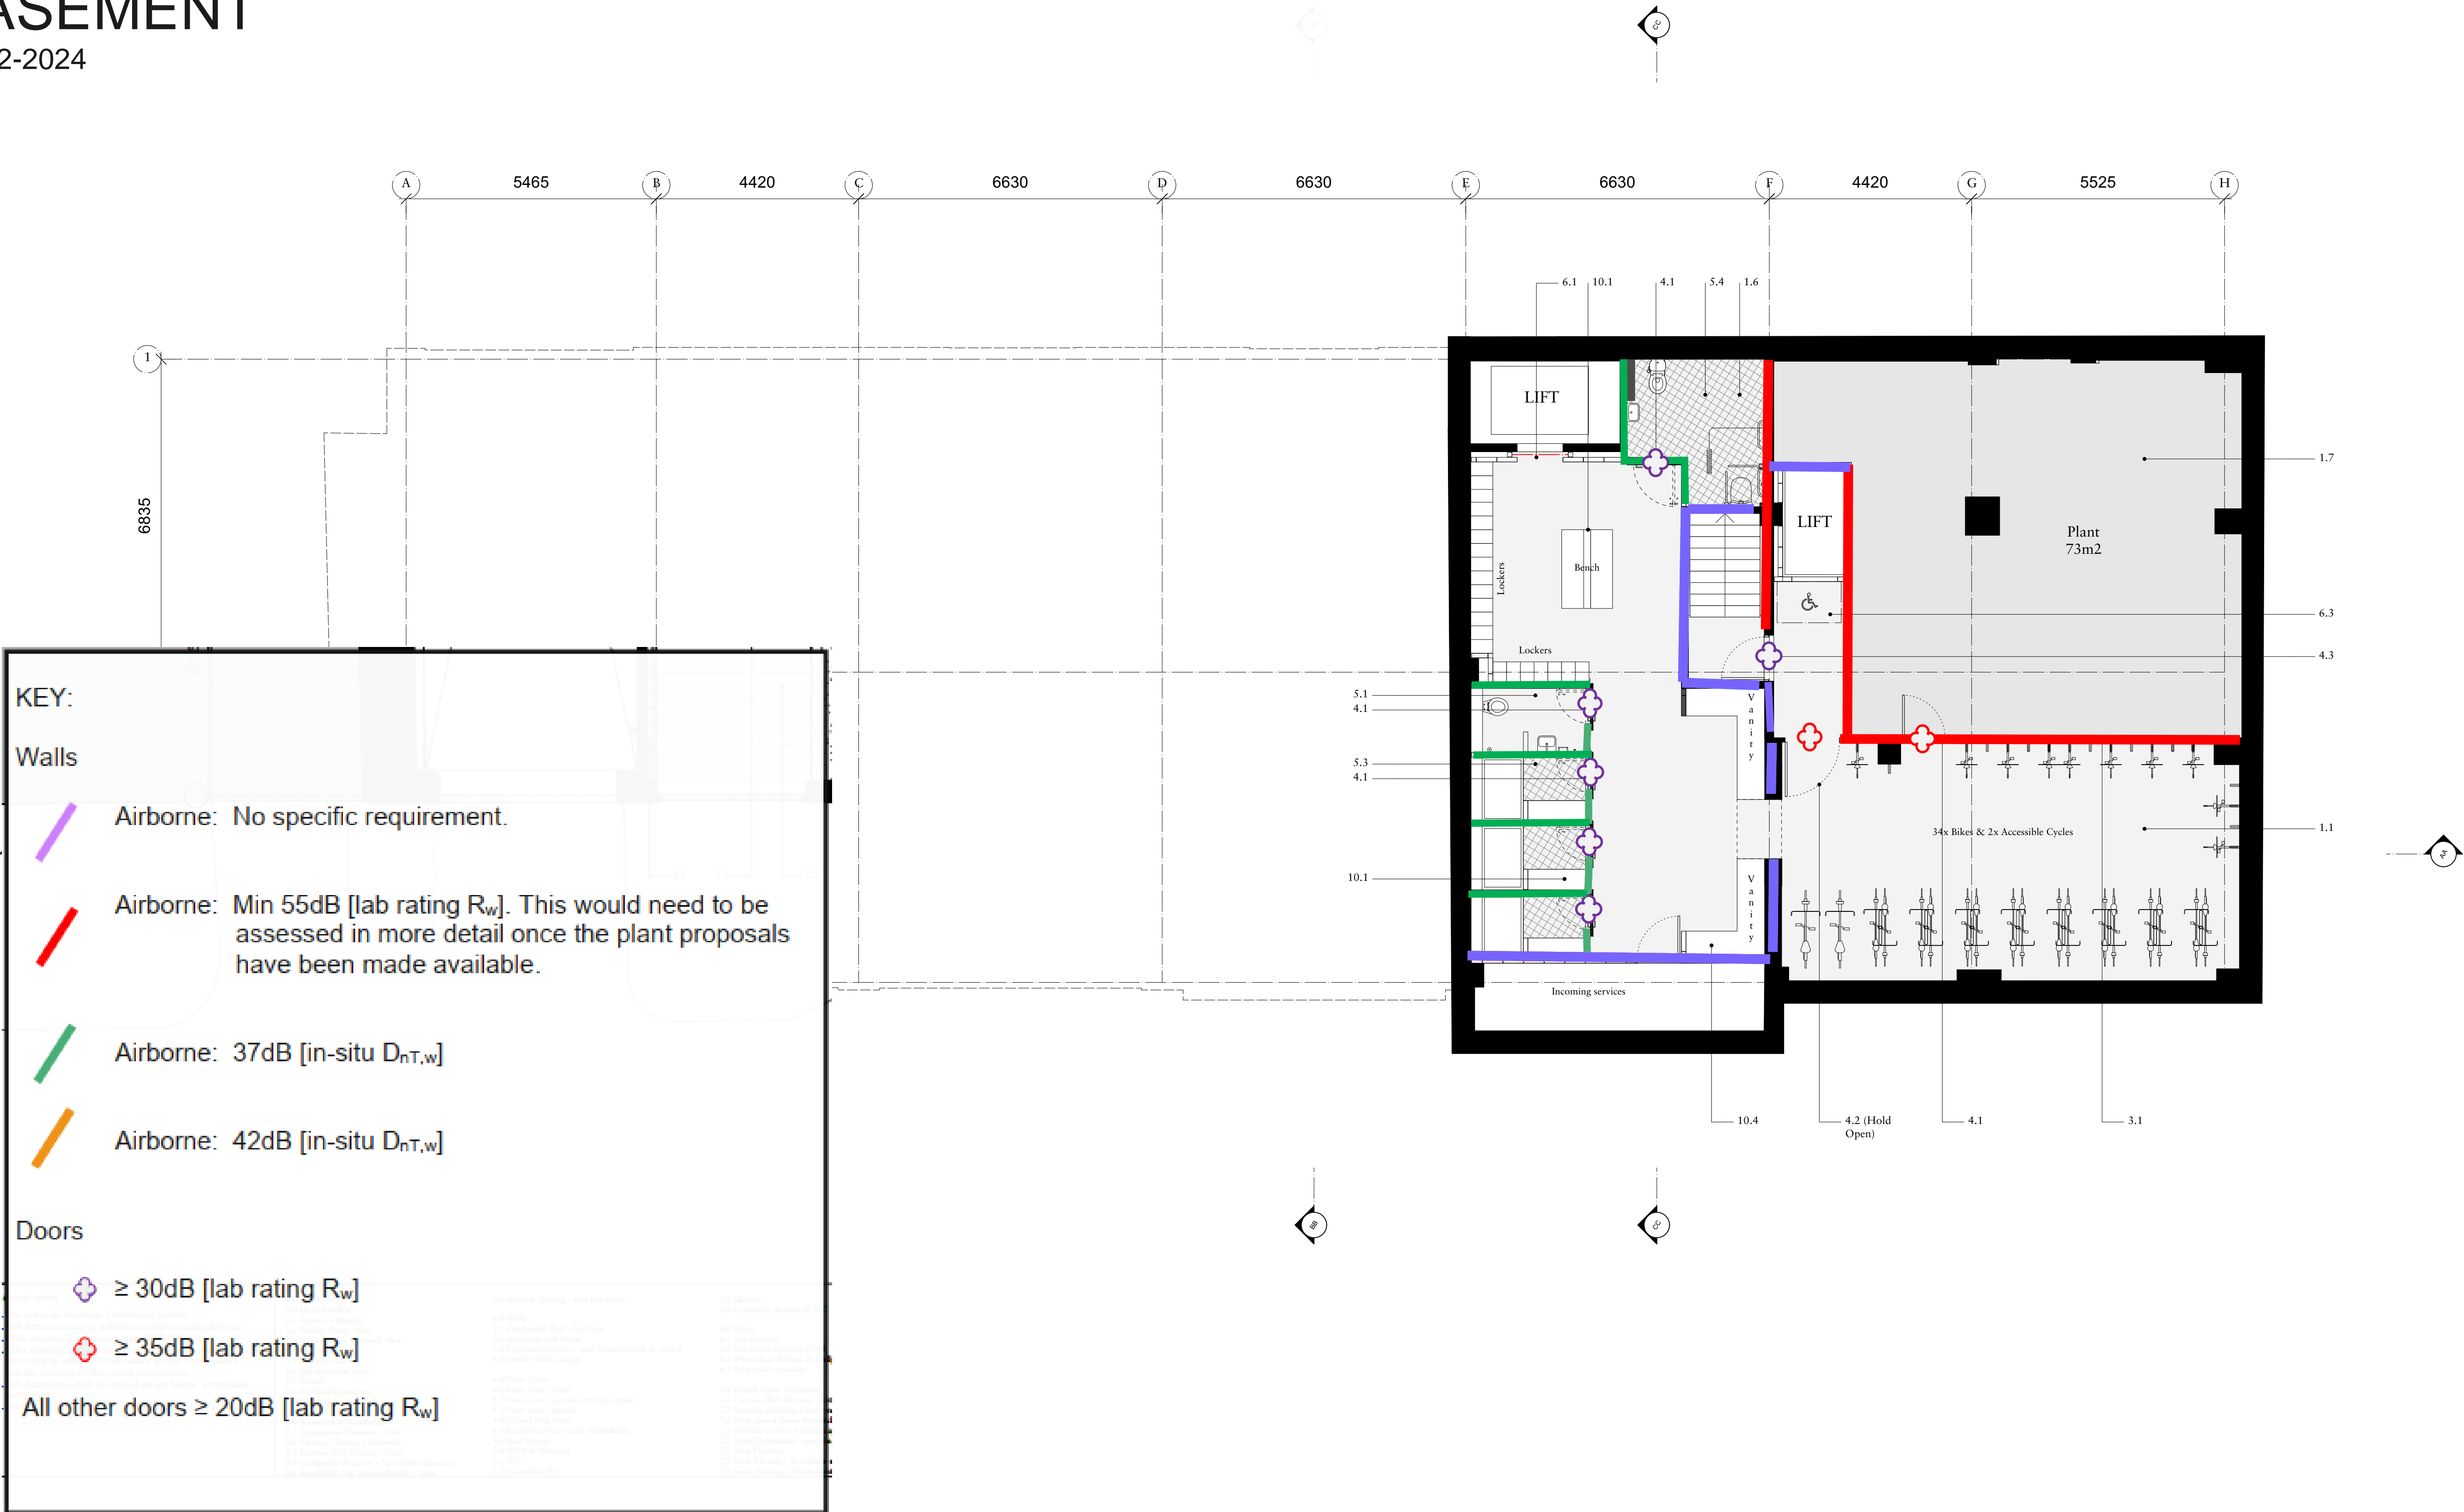 ASEMENT
2-2024
CC
A
5465
B
4420
C
6630
D
6630
E
6630
F
4420
G
5525
H
6.1
10.1
4.1
5.4
1.6
1
6835
LIFT
1.7
LIFT
Plant
73m2
Bench
Lockers
6.3
Lockers
4.3
5.1
4.1
Vanity
5.3
4.1
34x Bikes & 2x Accessible Cycles
1.1
AA
10.1
Vanity
Incoming services
10.4
4.2 (Hold
Open)
4.1
3.1
BB
CC
KEY:
Walls
Airborne: No specific requirement.
Airborne: Min 55dB [lab rating Rw]. This would need to be
assessed in more detail once the plant proposals
have been made available.
Airborne: 37dB [in-situ DnT,w]
Airborne: 42dB [in-situ DnT,w]
Doors
≥ 30dB [lab rating Rw]
≥ 35dB [lab rating Rw]
All other doors ≥ 20dB [lab rating Rw]